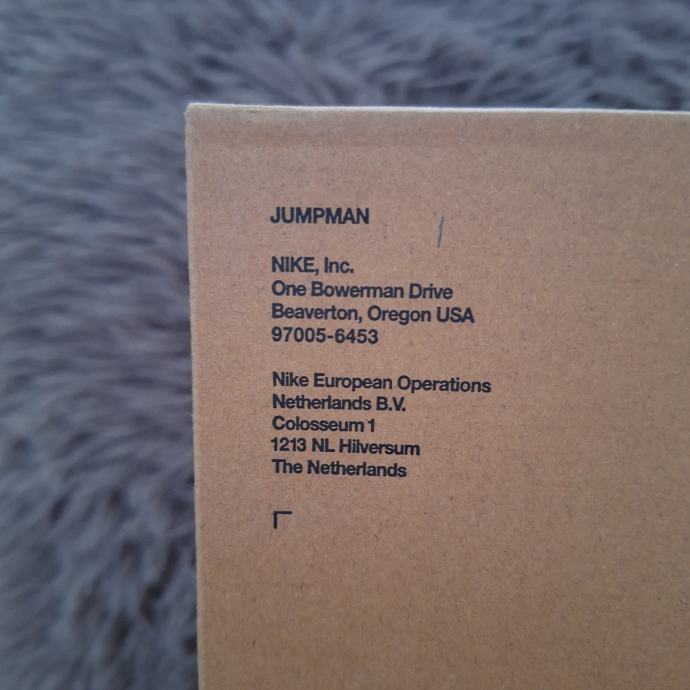 JUMPMAN
NIKE, Inc.
One Bowerman Drive
Beaverton, Oregon USA
97005-6453
Nike European Operations
Netherlands B.V.
Colosseum 1
1213 NL Hilversum
The Netherlands